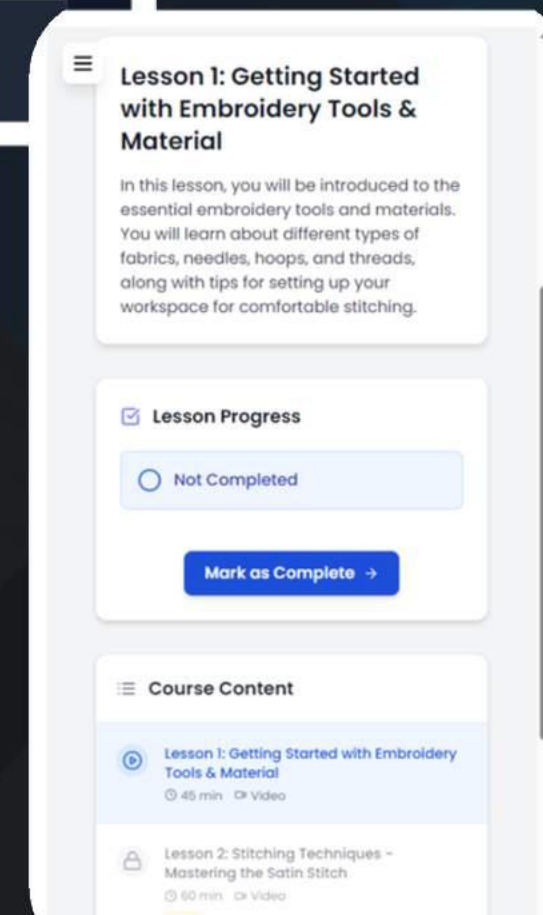 Lesson 1: Getting Started
with Embroidery Tools &
Material
In this lesson, you will be introduced to the
essential embroidery tools and materials.
You will learn about different types of
fabrics, needles, hoops, and threads,
along with tips for setting up your
workspace for comfortable stitching.
Lesson Progress
Not Completed
Mark as Complete →
Course Content
Lesson 1: Getting Started with Embroidery
Tools & Material
45 min Video
Lesson 2: Stitching Techniques -
Mastering the Satin Stitch
60 min Video